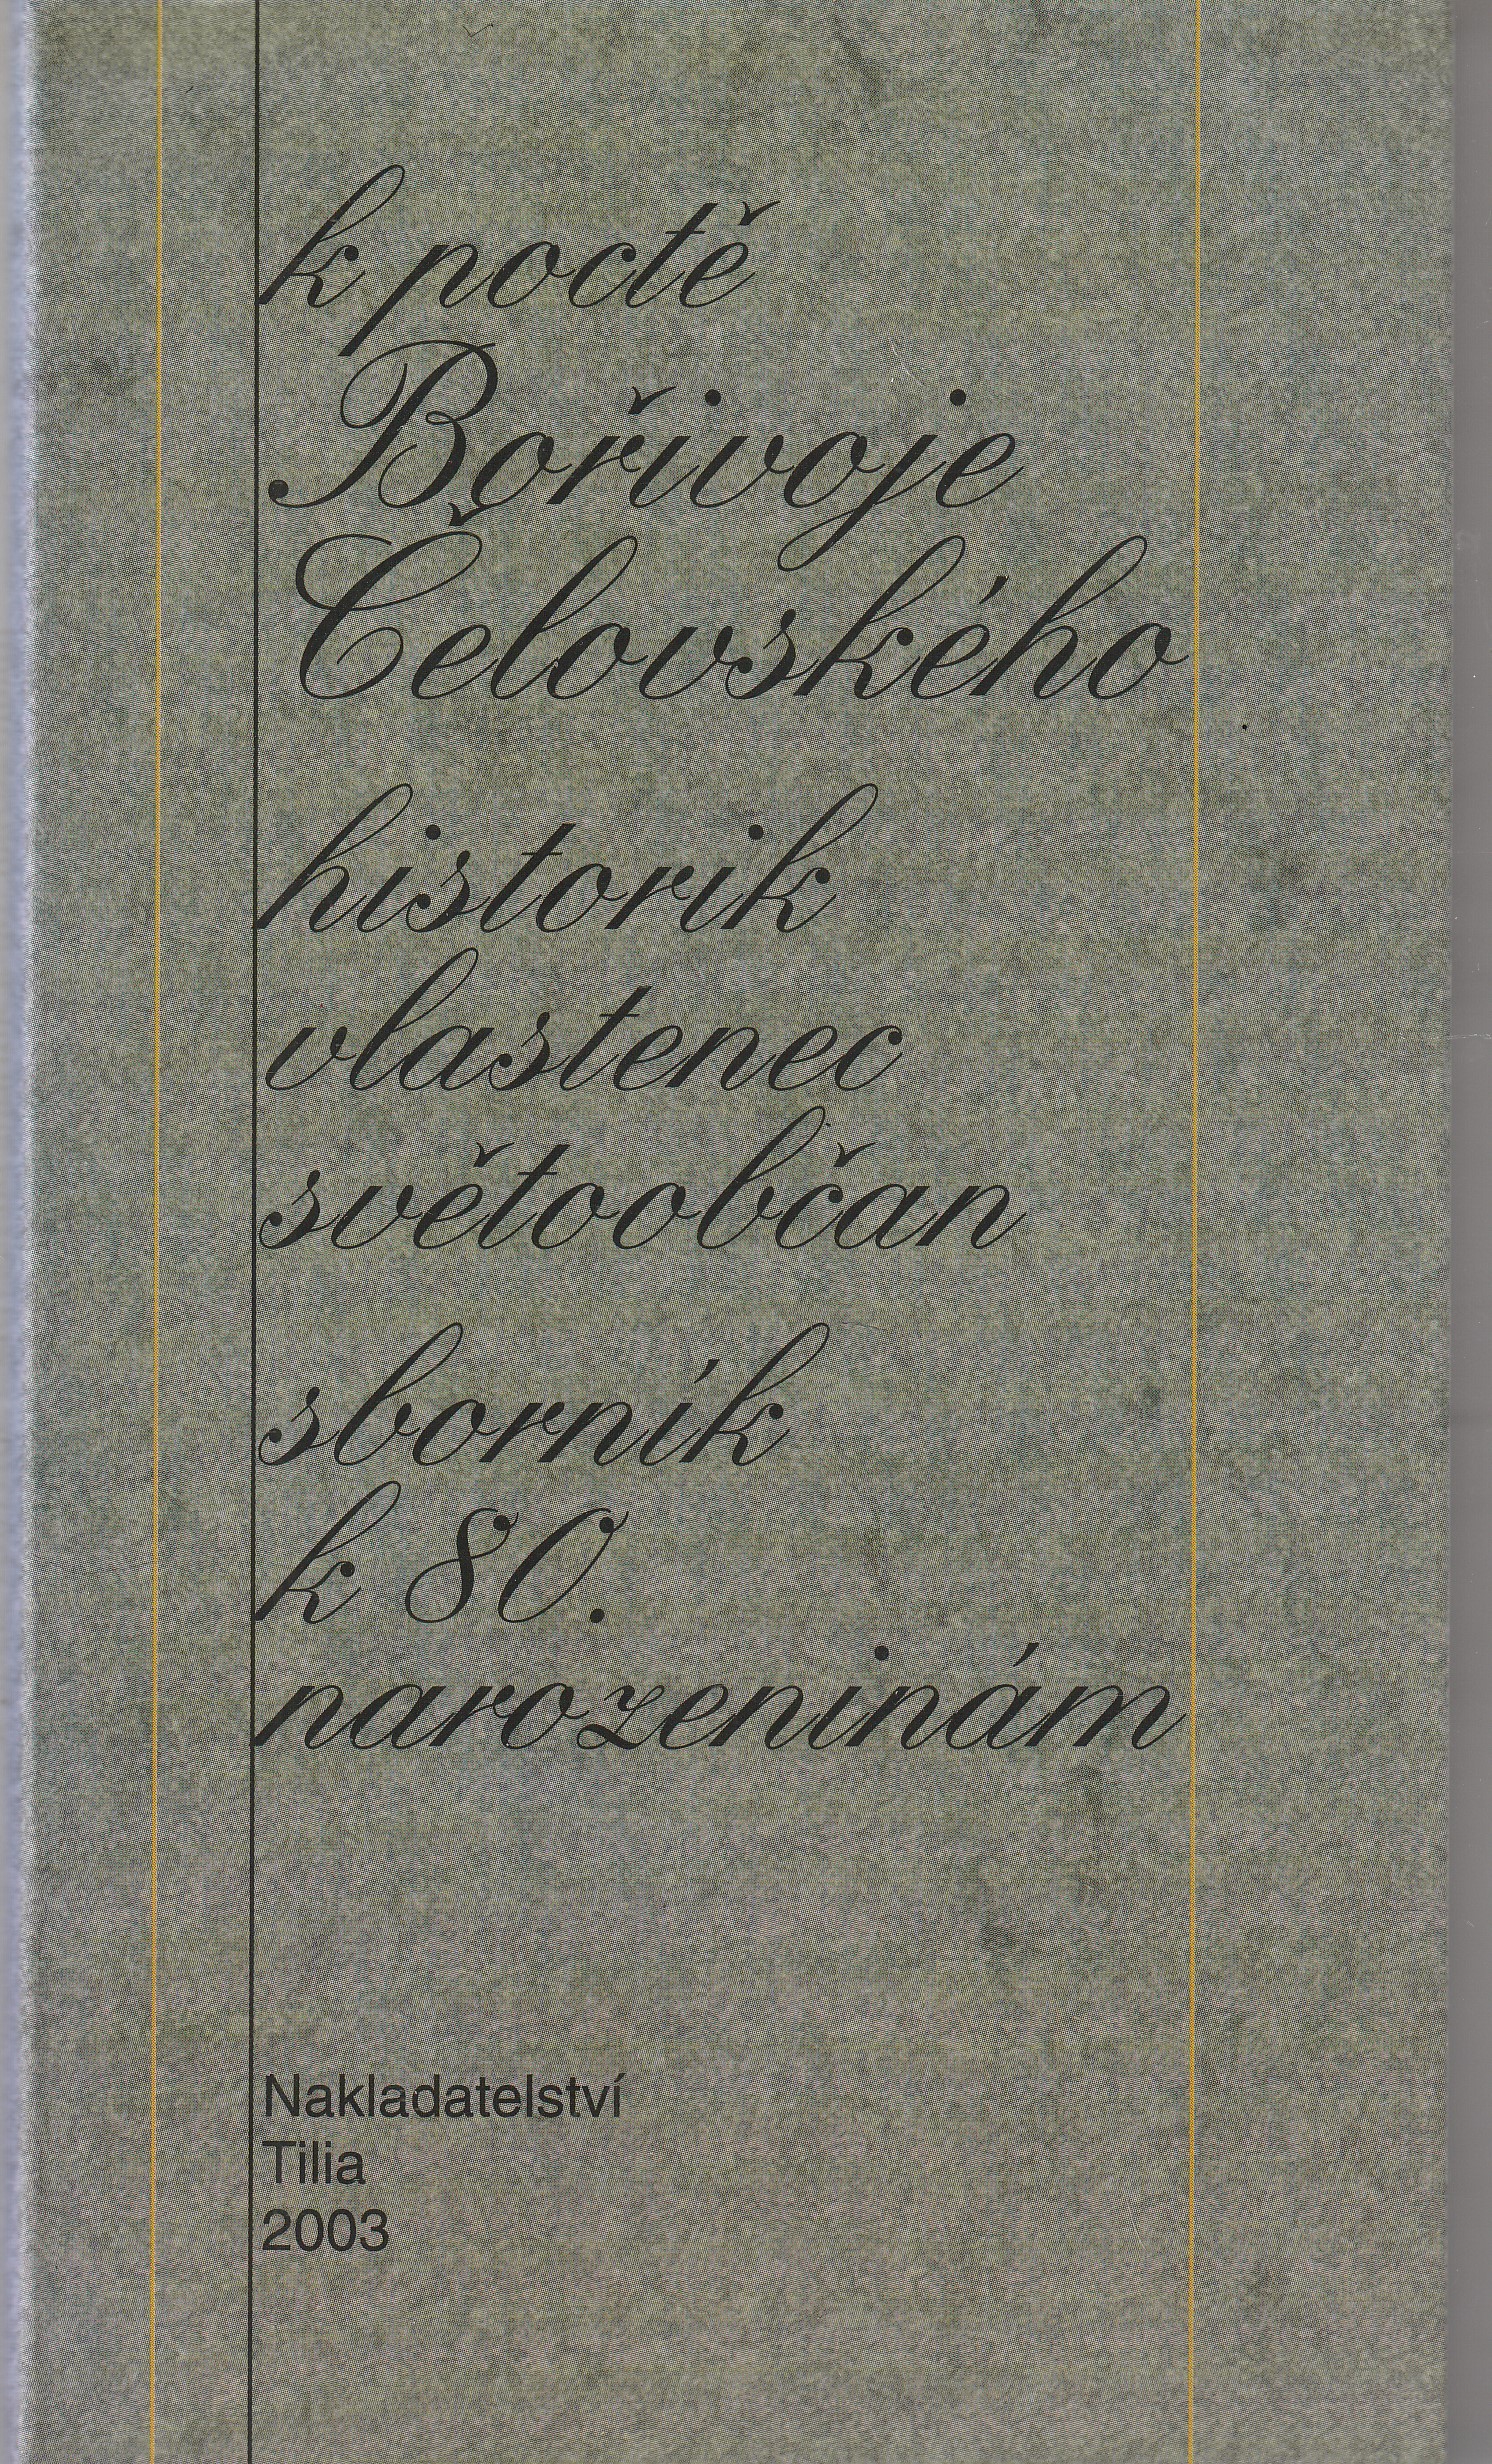 k poctě
Bořivoje
Čelovského
historik
vlastenec
světoobčan
sborník
k 80.
narozeninám
Nakladatelství
Tilia
2003